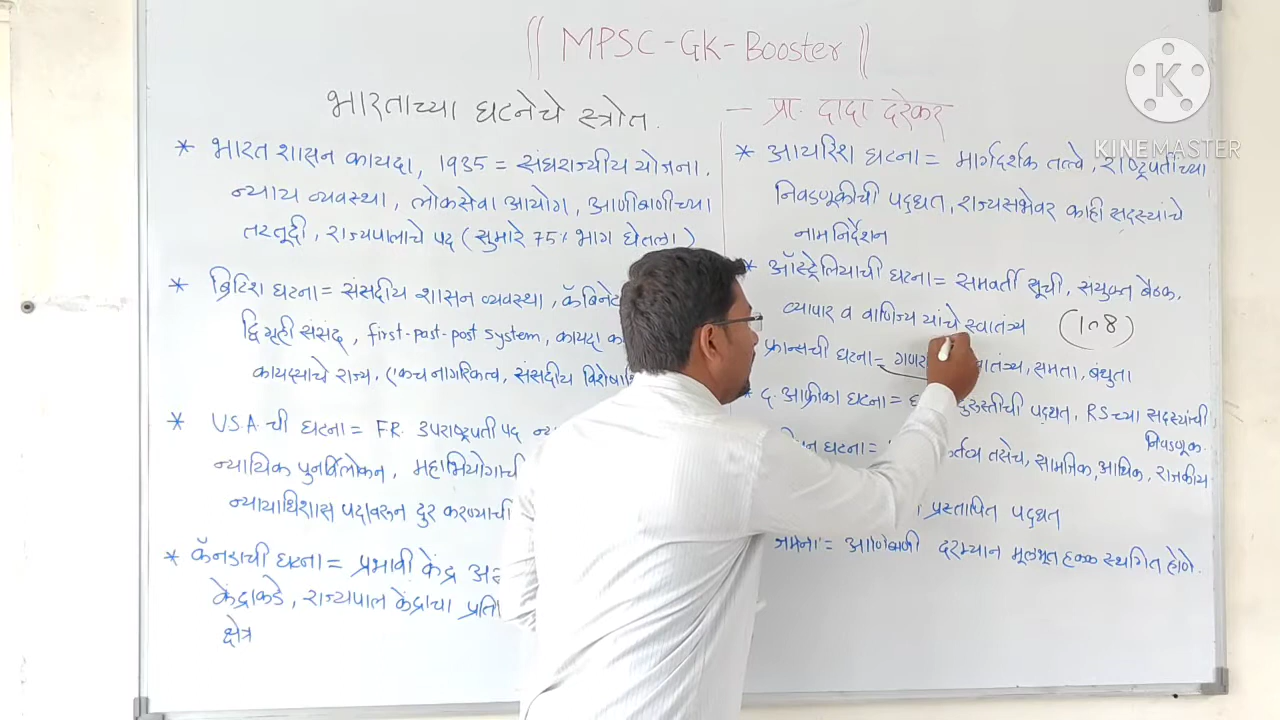 || MPSC-GK-Booster ||
भारताच्या घटनेचे स्त्रोत.
- प्रा. दादा दरेकर
* भारत शासन कायदा, 1935 = संघराज्यीय योजना,
न्याय व्यवस्था, लोकसेवा आयोग, आणीबाणीच्या
तरतूदी, राज्यपालाचे पद (सुमारे 75% भाग घेतला)
* ब्रिटिश घटना = संसदीय शासन व्यवस्था, कॅबिनेट
द्वि गृही संसंद, first-past-post system, कायदा क
कायद्याचे राज्य, एकच नागरिकत्व, संसदीय
* U.S.A. ची घटना = F.R. उपराष्ट्रपती पद
न्यायिक पुनर्विलोकन, महाभियोगाची
न्यायाधिशास पदावरून दुर करण्याची
* कॅनडाची घटना = प्रभावी केंद्र
केंद्राकडे, राज्यपाल केंद्राचा प्रति
क्षेत्र
* आयरिश घटना = मार्गदर्शक तत्वे, राष्ट्रपतीच्या
निवडणूकीची पद्धत, राज्यसभेवर काही सदस्यांचे
नामनिर्देशन
* ऑस्ट्रेलियाची घटना = समवर्ती सूची, संयुक्त बैठक,
व्यापार व वाणिज्य यांचे स्वातंत्र्य (108)
फ्रान्सची घटना = समता, बंधुता
* द. आफ्रीका घटना = दुरुस्तीची पद्धत, RS च्या सदस्यांची
निवडणूक.
घटना = तसेच, सामजिक, आर्थिक, राजकीय
प्रस्तापित पद्धत
= आणिबाणी दरम्यान मूलभूत हक्क स्थगित होणे.
K
KINEMASTER